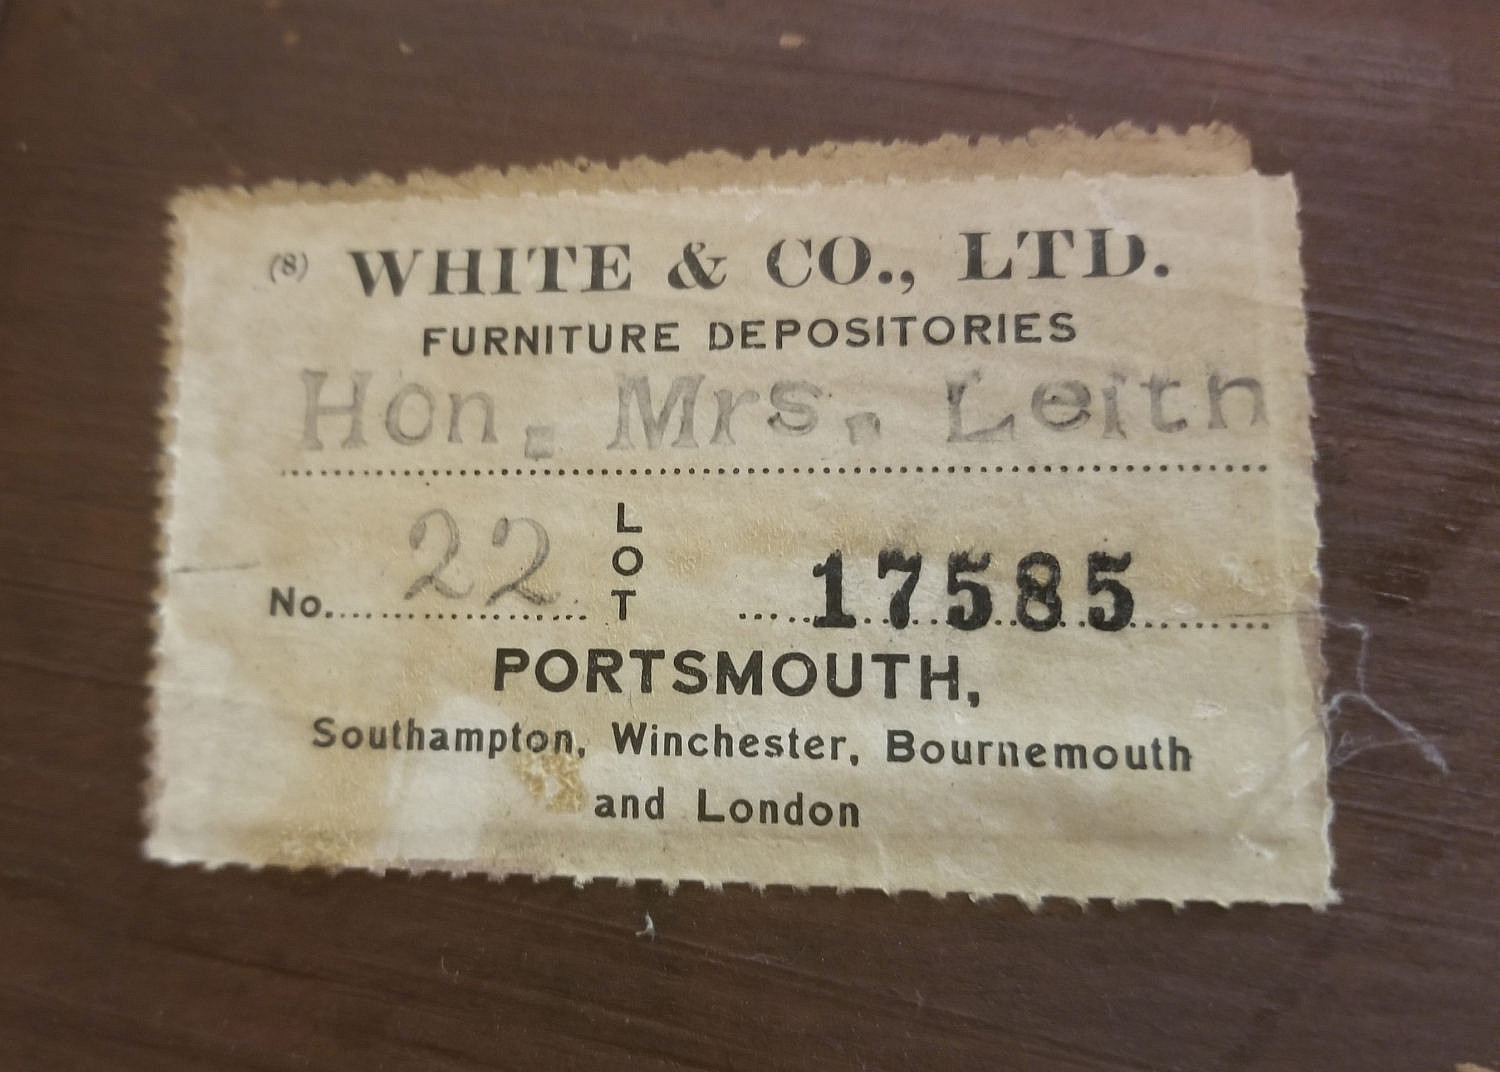 (8) WHITE & CO., LTD.
FURNITURE DEPOSITORIES
Hon. Mrs. Leith
No. 22 LOT 17585
PORTSMOUTH,
Southampton, Winchester, Bournemouth
and London